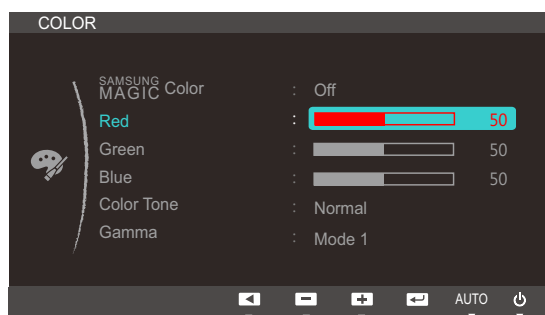 COLOR
SAMSUNG
MAGIC Color : Off
Red : 50
Green : 50
Blue : 50
Color Tone : Normal
Gamma : Mode 1
AUTO